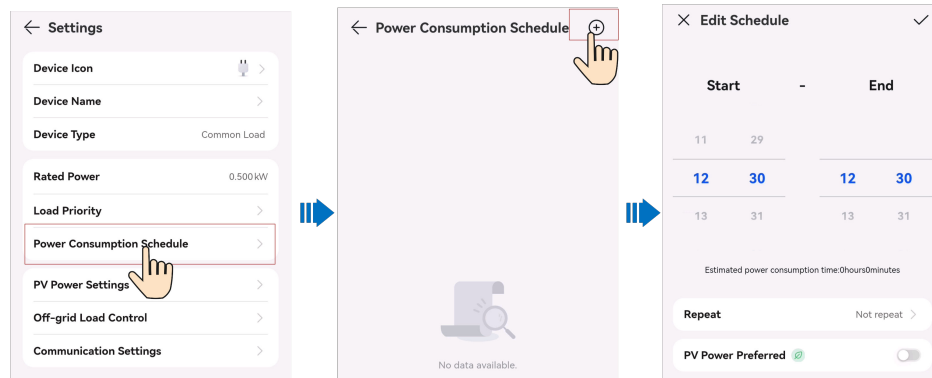 Settings
Device Icon
Device Name
Device Type Common Load
Rated Power 0.500 kW
Load Priority
Power Consumption Schedule
PV Power Settings
Off-grid Load Control
Communication Settings
Power Consumption Schedule
No data available.
Edit Schedule
Start - End
11 29
12 30 12 30
13 31 13 31
Estimated power consumption time:0hours0minutes
Repeat Not repeat
PV Power Preferred